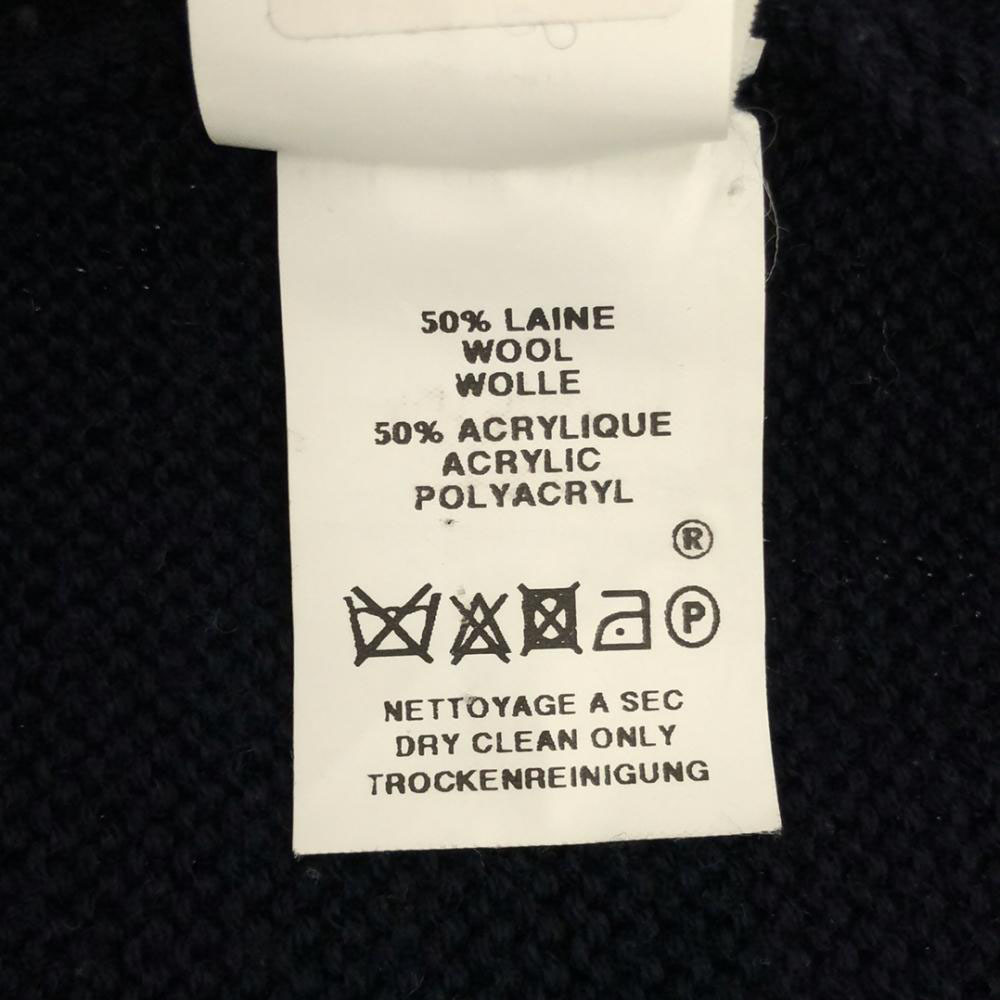 50% LAINE
WOOL
WOLLE
50% ACRYLIQUE
ACRYLIC
POLYACRYL
®
P
NETTOYAGE A SEC
DRY CLEAN ONLY
TROCKENREINIGUNG